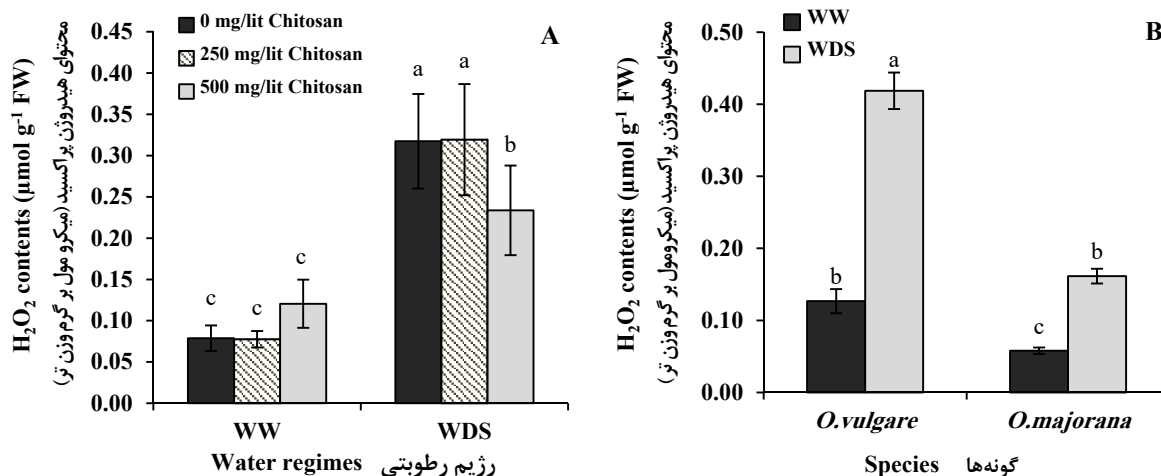 H₂O₂ contents (µmol g⁻¹ FW)
محتوای هیدروژن پراکسید (میکرو مول بر گرم وزن تر)
0.45
0.40
0.35
0.30
0.25
0.20
0.15
0.10
0.05
0.00
0 mg/lit Chitosan
250 mg/lit Chitosan
500 mg/lit Chitosan
A
a a
b
c c c
WW WDS
Water regimes رژیم رطوبتی
H₂O₂ contents (µmol g⁻¹ FW)
محتوای هیدروژن پراکسید (میکرومول بر گرم وزن تر)
0.50
0.40
0.30
0.20
0.10
0.00
WW
WDS
B
a
b b
c
O.vulgare O.majorana
Species گونه‌ها